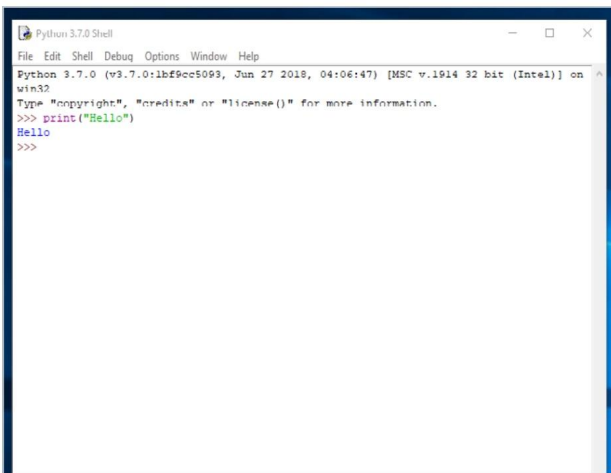 Python 3.7.0 Shell
File Edit Shell Debug Options Window Help
Python 3.7.0 (v3.7.0:1bf9cc5093, Jun 27 2018, 04:06:47) [MSC v.1914 32 bit (Intel)] on
win32
Type "copyright", "credits" or "license()" for more information.
>>> print("Hello")
Hello
>>>